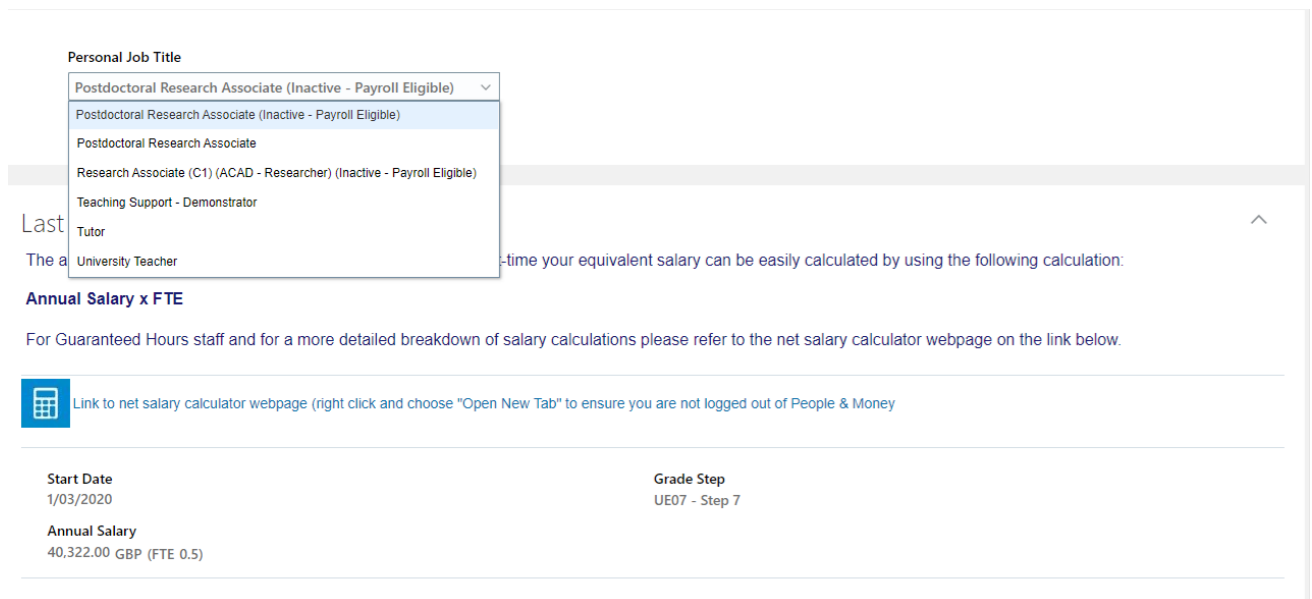 Personal Job Title
Postdoctoral Research Associate (Inactive - Payroll Eligible)
Postdoctoral Research Associate (Inactive - Payroll Eligible)
Postdoctoral Research Associate
Research Associate (C1) (ACAD - Researcher) (Inactive - Payroll Eligible)
Teaching Support - Demonstrator
Tutor
University Teacher
Last
The a
-time your equivalent salary can be easily calculated by using the following calculation:
Annual Salary x FTE
For Guaranteed Hours staff and for a more detailed breakdown of salary calculations please refer to the net salary calculator webpage on the link below.
Link to net salary calculator webpage (right click and choose "Open New Tab" to ensure you are not logged out of People & Money
Start Date
1/03/2020
Grade Step
UE07 - Step 7
Annual Salary
40,322.00 GBP (FTE 0.5)